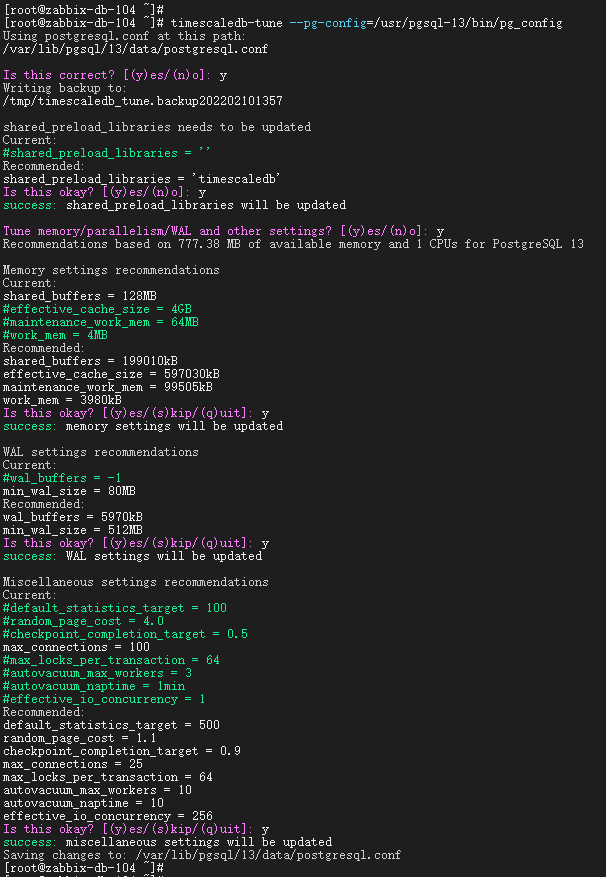 [root@zabbix-db-104 ~]#
[root@zabbix-db-104 ~]# timescaledb-tune --pg-config=/usr/pgsql-13/bin/pg_config
Using postgresql.conf at this path:
/var/lib/pgsql/13/data/postgresql.conf
Is this correct? [(y)es/(n)o]: y
Writing backup to:
/tmp/timescaledb_tune.backup202202101357
shared_preload_libraries needs to be updated
Current:
#shared_preload_libraries = ''
Recommended:
shared_preload_libraries = 'timescaledb'
Is this okay? [(y)es/(n)o]: y
success: shared_preload_libraries will be updated
Tune memory/parallelism/WAL and other settings? [(y)es/(n)o]: y
Recommendations based on 777.38 MB of available memory and 1 CPUs for PostgreSQL 13
Memory settings recommendations
Current:
shared_buffers = 128MB
#effective_cache_size = 4GB
#maintenance_work_mem = 64MB
#work_mem = 4MB
Recommended:
shared_buffers = 199010kB
effective_cache_size = 597030kB
maintenance_work_mem = 99505kB
work_mem = 3980kB
Is this okay? [(y)es/(s)kip/(q)uit]: y
success: memory settings will be updated
WAL settings recommendations
Current:
#wal_buffers = -1
min_wal_size = 80MB
Recommended:
wal_buffers = 5970kB
min_wal_size = 512MB
Is this okay? [(y)es/(s)kip/(q)uit]: y
success: WAL settings will be updated
Miscellaneous settings recommendations
Current:
#default_statistics_target = 100
#random_page_cost = 4.0
#checkpoint_completion_target = 0.5
max_connections = 100
#max_locks_per_transaction = 64
#autovacuum_max_workers = 3
#autovacuum_naptime = 1min
#effective_io_concurrency = 1
Recommended:
default_statistics_target = 500
random_page_cost = 1.1
checkpoint_completion_target = 0.9
max_connections = 25
max_locks_per_transaction = 64
autovacuum_max_workers = 10
autovacuum_naptime = 10
effective_io_concurrency = 256
Is this okay? [(y)es/(s)kip/(q)uit]: y
success: miscellaneous settings will be updated
Saving changes to: /var/lib/pgsql/13/data/postgresql.conf
[root@zabbix-db-104 ~]#